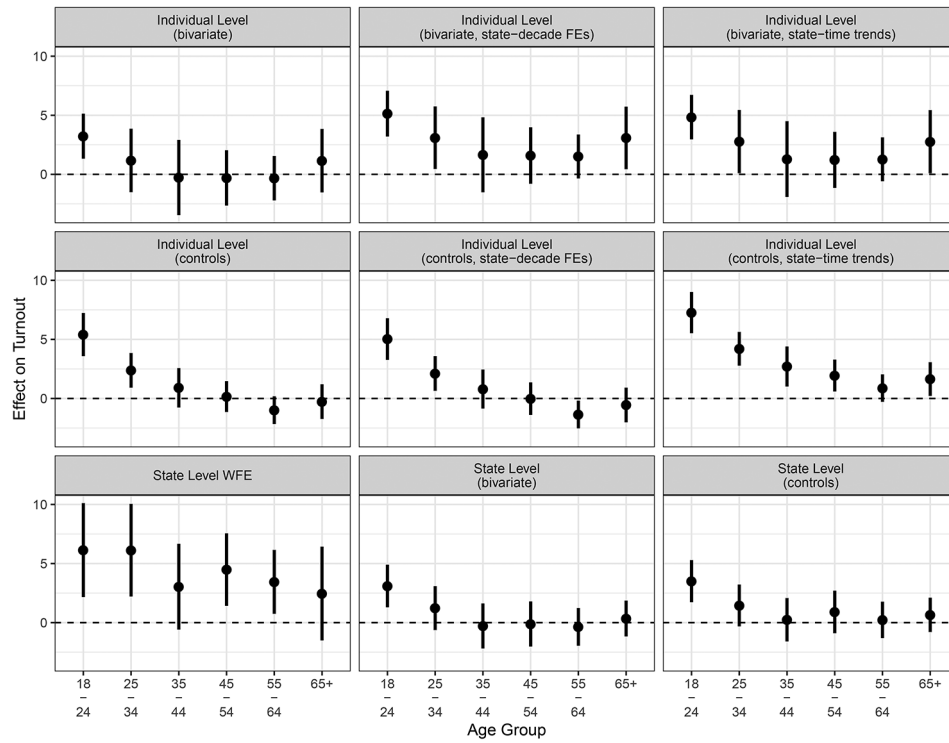 Individual Level
(bivariate)
Individual Level
(bivariate, state−decade FEs)
Individual Level
(bivariate, state−time trends)
10
5
0
Individual Level
(controls)
Individual Level
(controls, state−decade FEs)
Individual Level
(controls, state−time trends)
10
5
0
Effect on Turnout
State Level WFE
State Level
(bivariate)
State Level
(controls)
10
5
0
18 25 35 45 55 65+ 18 25 35 45 55 65+ 18 25 35 45 55 65+
− − − − − − − − − − − − − − −
24 34 44 54 64 24 34 44 54 64 24 34 44 54 64
Age Group